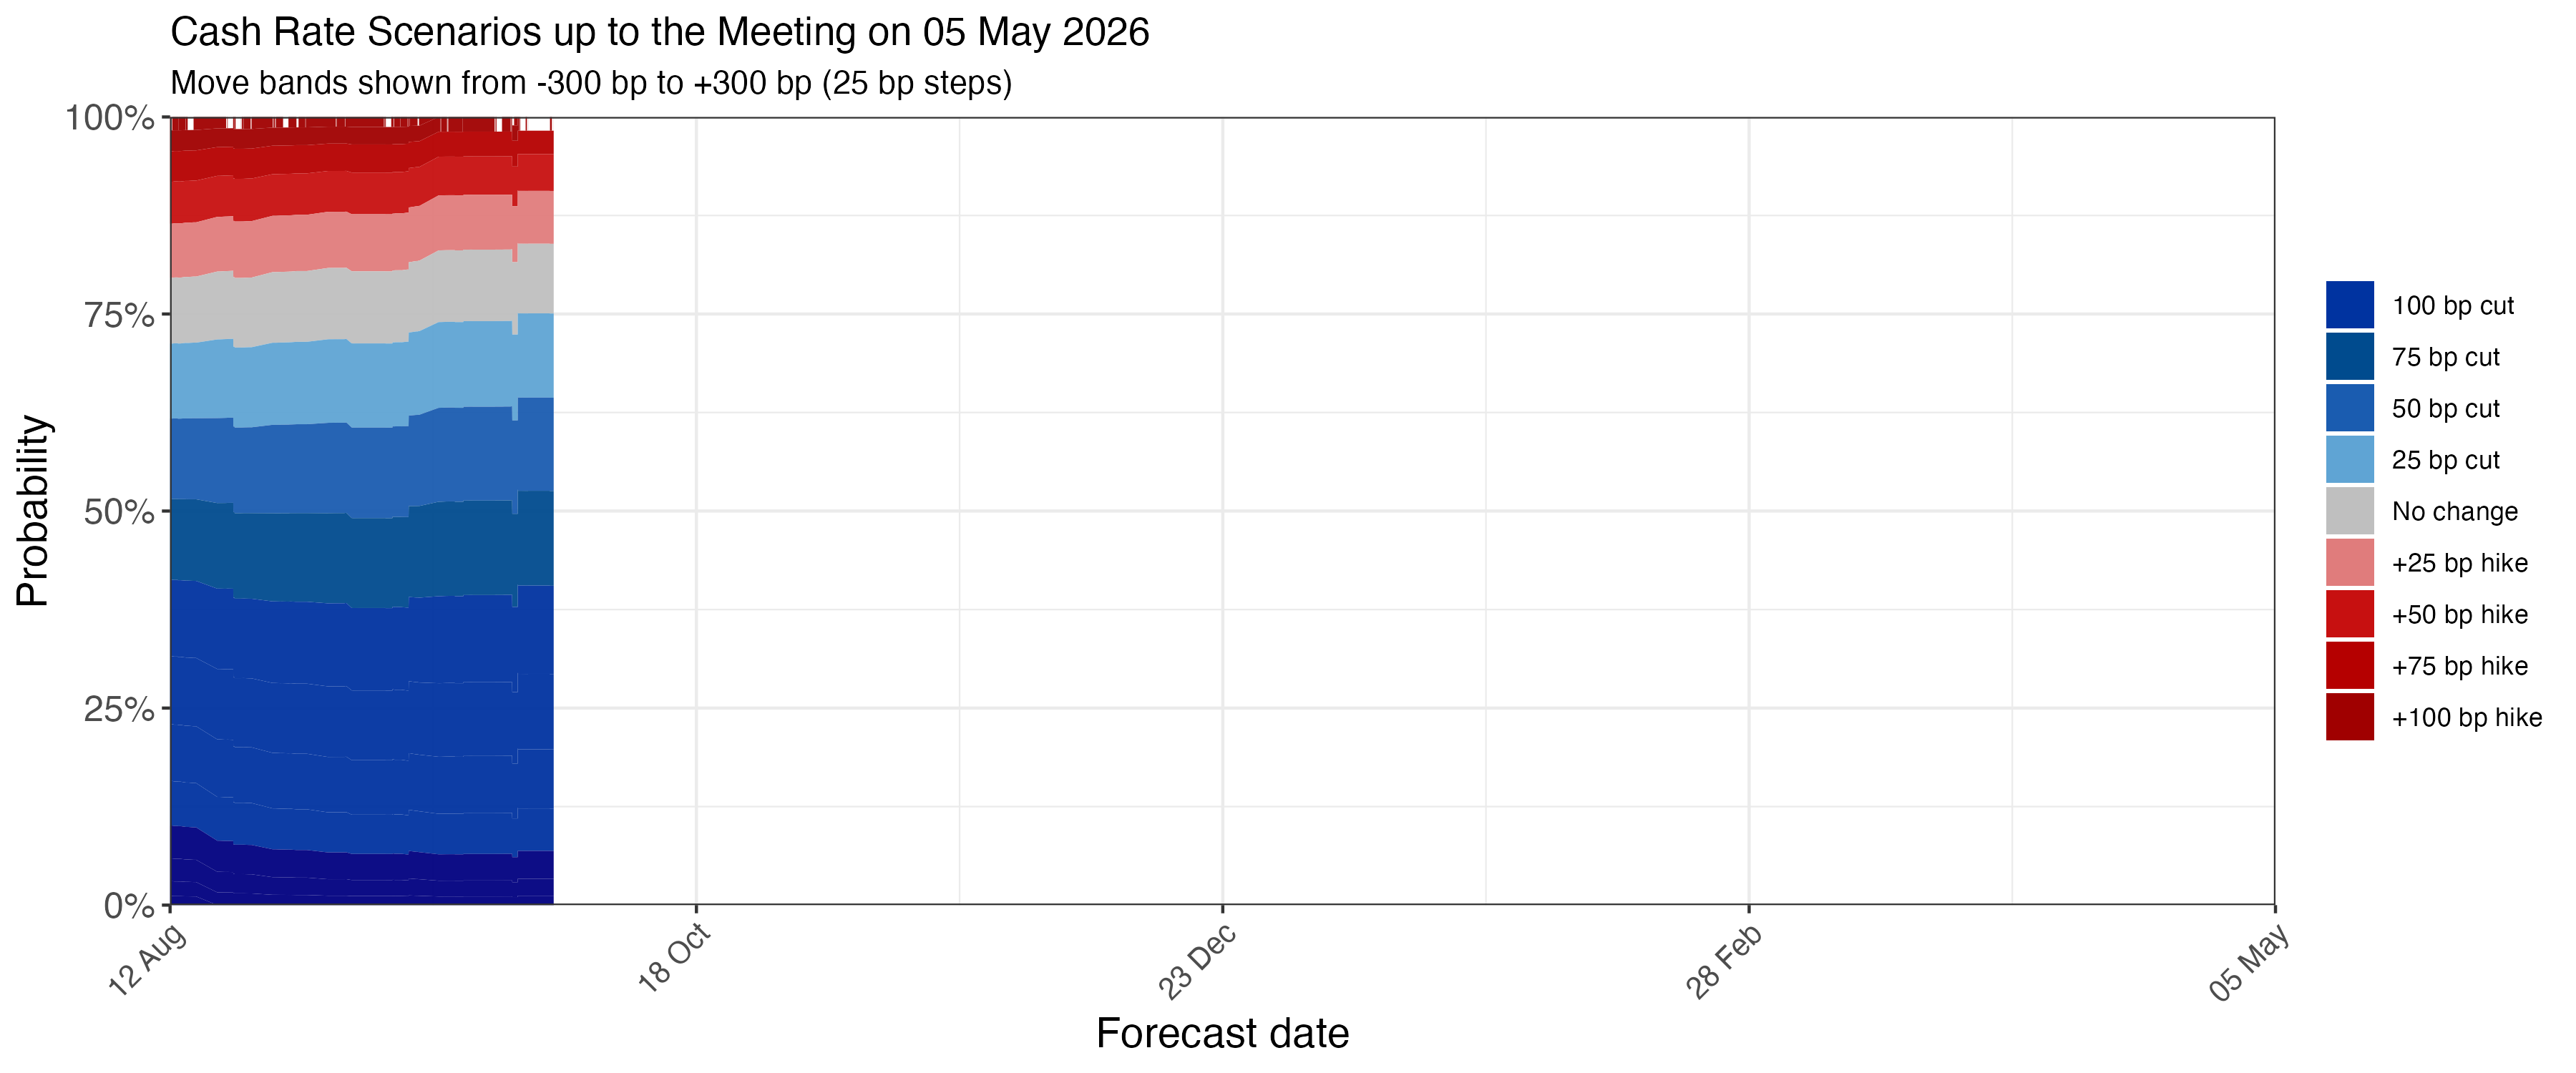 Cash Rate Scenarios up to the Meeting on 05 May 2026
Move bands shown from -300 bp to +300 bp (25 bp steps)
100%
75%
50%
25%
0%
Probability
12 Aug
18 Oct
23 Dec
28 Feb
05 May
Forecast date
100 bp cut
75 bp cut
50 bp cut
25 bp cut
No change
+25 bp hike
+50 bp hike
+75 bp hike
+100 bp hike